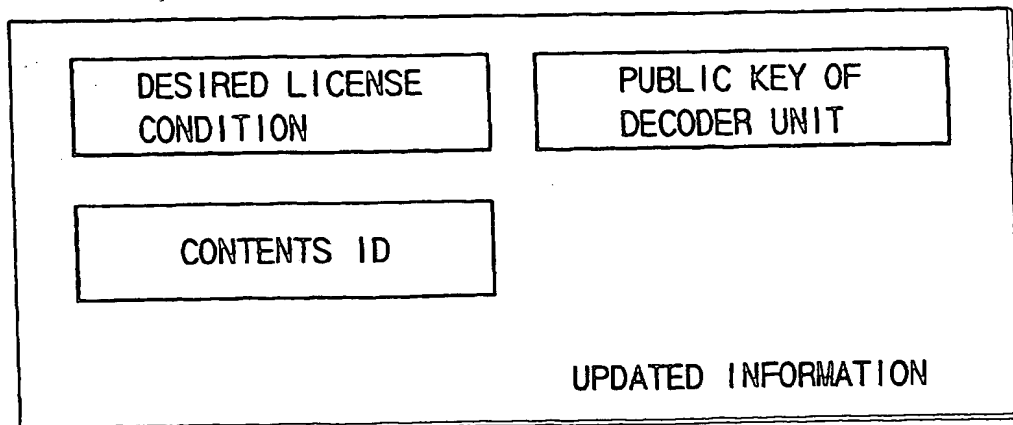 DESIRED LICENSE
CONDITION
PUBLIC KEY OF
DECODER UNIT
CONTENTS ID
UPDATED INFORMATION